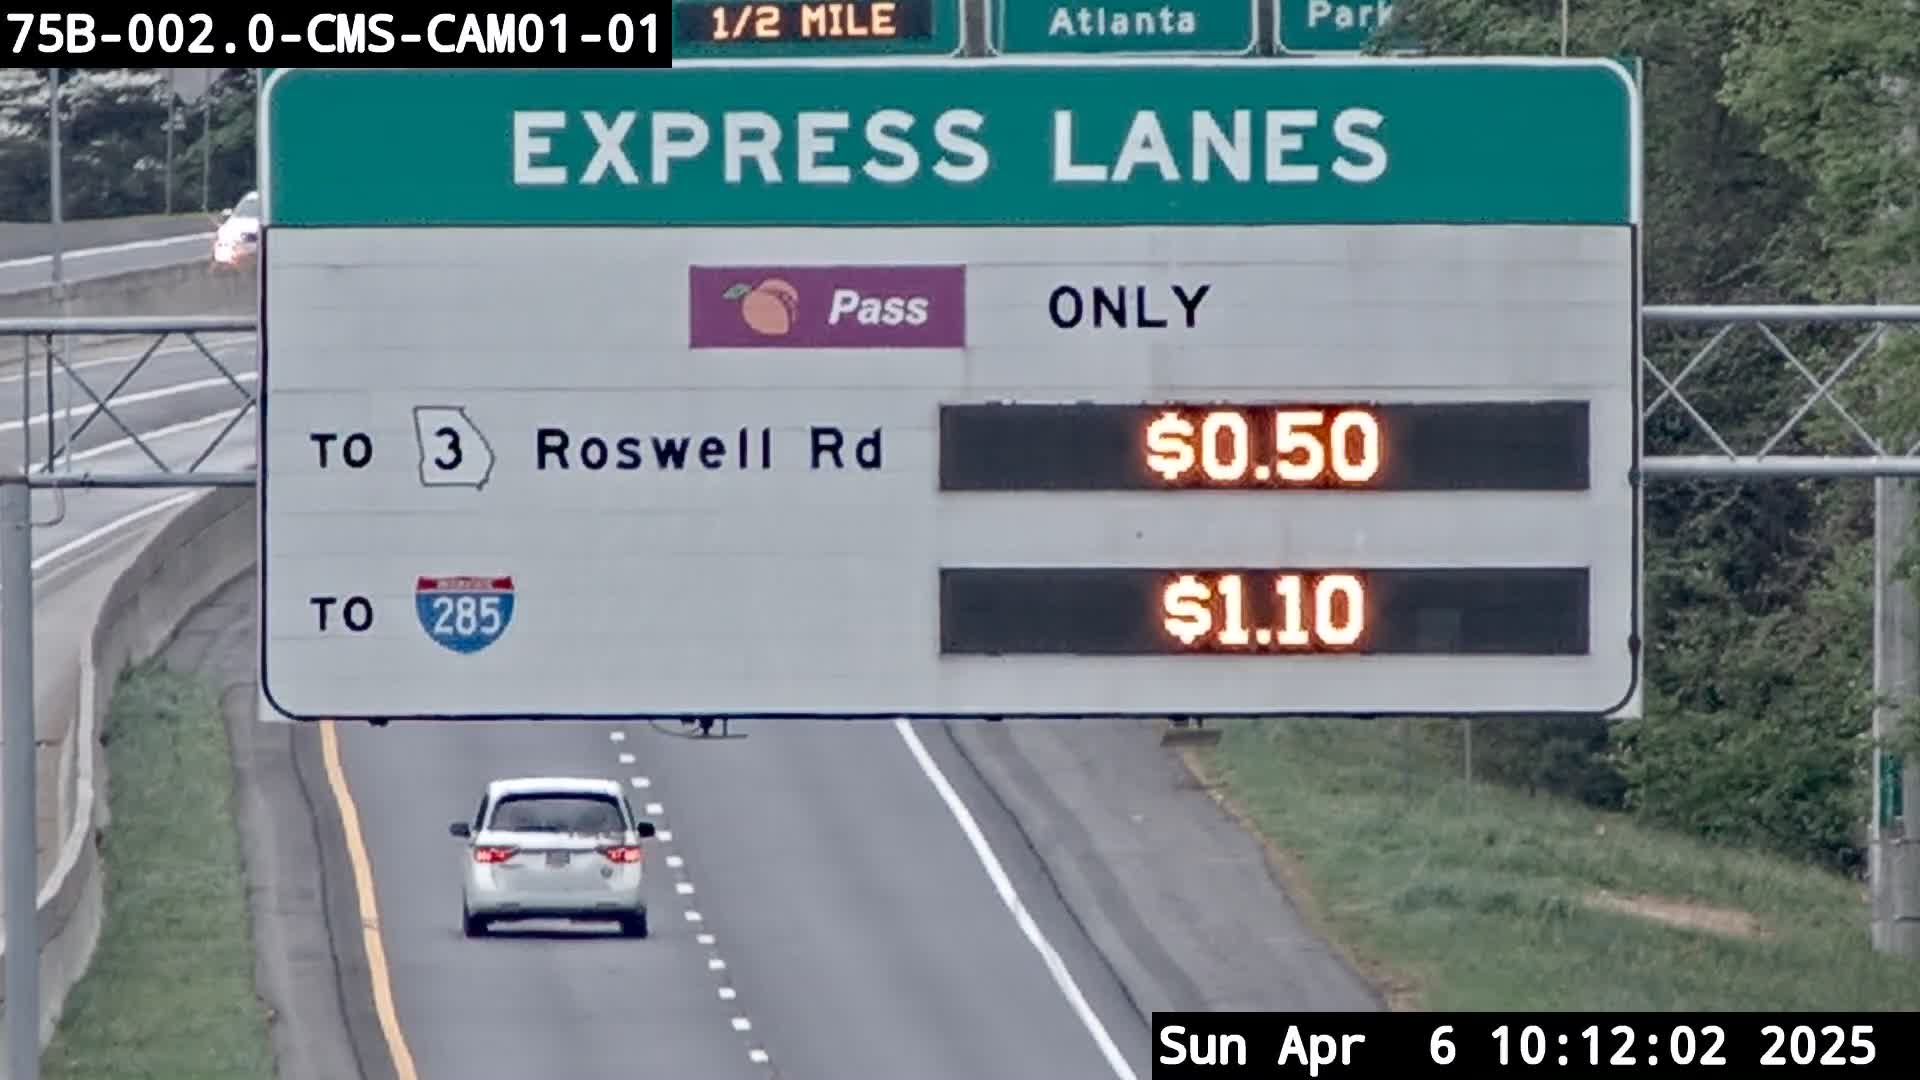 75B-002.0-CMS-CAM01-01
1/2 MILE
Atlanta
Park
EXPRESS LANES
Pass ONLY
TO 3 Roswell Rd $0.50
TO 285 $1.10
Sun Apr 6 10:12:02 2025